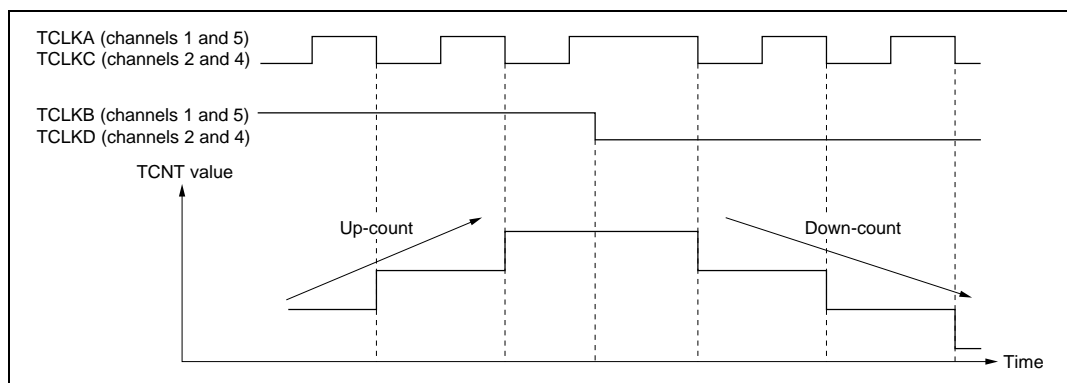 TCLKA (channels 1 and 5)
TCLKC (channels 2 and 4)
TCLKB (channels 1 and 5)
TCLKD (channels 2 and 4)
TCNT value
Up-count
Down-count
Time